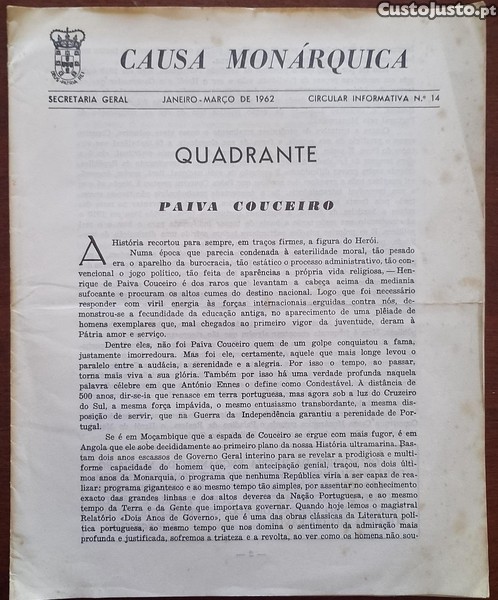 Custojusto.pt
CAUSA MONÁRQUICA
SECRETARIA GERAL JANEIRO-MARÇO DE 1962 CIRCULAR INFORMATIVA N.º 14
QUADRANTE
PAIVA COUCEIRO
A História recortou para sempre, em traços firmes, a figura do Herói.
Numa época que parecia condenada à esterilidade moral, tão pesado
era o aparelho da burocracia, tão estático o processo administrativo, tão con-
vencional o jogo político, tão feita de aparências a própria vida religiosa, — Hen-
rique de Paiva Couceiro é dos raros que levantam a cabeça acima da mediania
sufocante e procuram os altos cumes do destino nacional. Logo que foi necessário
responder com viril energia às forças internacionais erguidas contra nós, de-
monstrou-se a fecundidade da educação antiga, no aparecimento de uma plêiade de
homens exemplares que, mal chegados ao primeiro vigor da juventude, deram à
Pátria amor e serviço.
Dentre eles, não foi Paiva Couceiro quem de um golpe conquistou a fama,
justamente imorredoura. Mas foi ele, certamente, aquele que mais longe levou o
paralelo entre a audácia, a serenidade e a alegria. Por isso o tempo, ao passar,
torna mais viva a sua glória. Também por isso há uma verdade profunda naquela
palavra célebre em que António Ennes o define como Condestável. À distância de
500 anos, dir-se-ia que renasce em terra portuguesa, mas agora sob a luz do Cruzeiro
do Sul, a mesma força impávida, o mesmo entusiasmo transbordante, a mesma dis-
posição de servir, que na Guerra da Independência garantiu a perenidade de Por-
tugal.
Se é em Moçambique que a espada de Couceiro se ergue com mais fugor, é em
Angola que ele sobe decididamente ao primeiro plano da nossa História ultramarina. Bas-
tam dois anos escassos de Governo Geral interino para se revelar a prodigiosa e multi-
forme capacidade do homem que, com antecipação genial, traçou, nos dois últi-
mos anos da Monarquia, o programa que nenhuma República viria a ser capaz de rea-
lizar: programa gigantesco e ao mesmo tempo tão simples, por assentar no conhecimento
exacto das grandes linhas e dos altos deveres da Nação Portuguesa, e ao mesmo
tempo da Terra e da Gente que importava governar. Quando hoje lemos o magistral
Relatório «Dois Anos de Governo», que é uma das obras clássicas da Literatura polí-
tica portuguesa, ao mesmo tempo que nos domina o sentimento da admiração mais
profunda e justificada, sofremos a tristeza e a revolta, ao ver como os homens não sou-